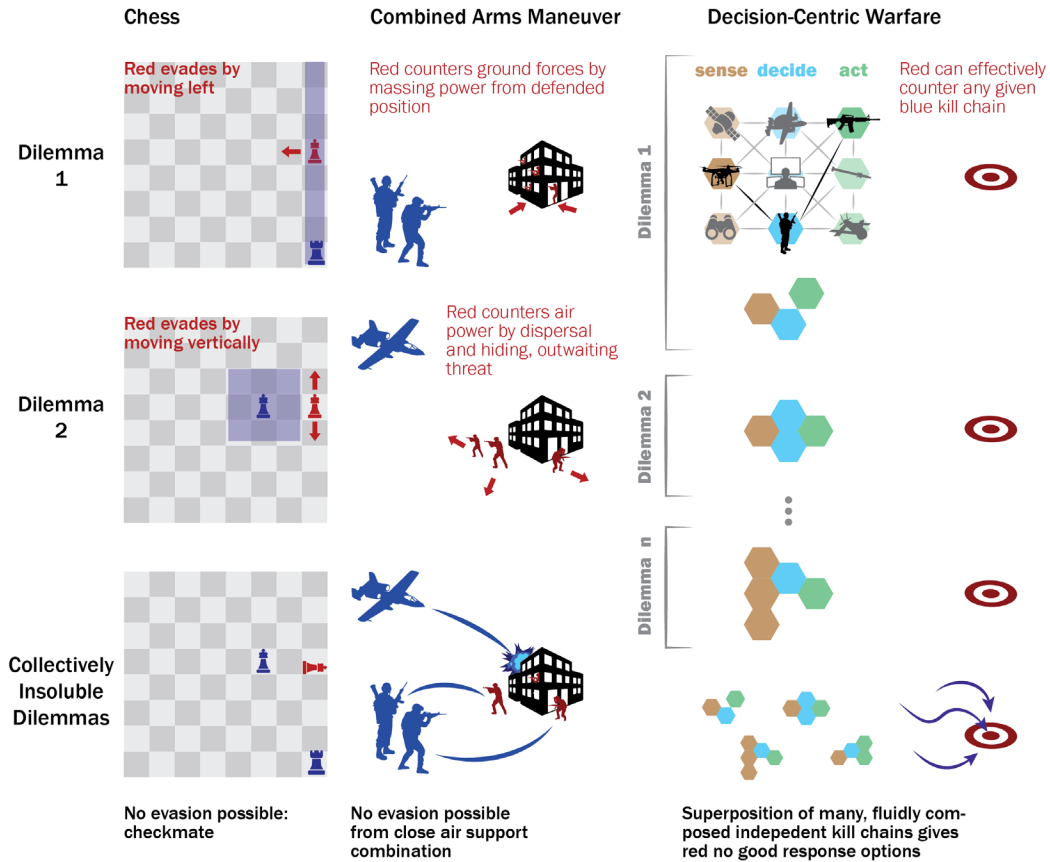 Chess
Combined Arms Maneuver
Decision-Centric Warfare
Dilemma
1
Red evades by
moving left
Red counters ground forces by
massing power from defended
position
Dilemma 1
sense decide act
Red can effectively
counter any given
blue kill chain
Dilemma
2
Red evades by
moving vertically
Red counters air
power by dispersal
and hiding, outwaiting
threat
Dilemma 2
Dilemma n
Collectively
Insoluble
Dilemmas
No evasion possible:
checkmate
No evasion possible
from close air support
combination
Superposition of many, fluidly com-
posed indepedent kill chains gives
red no good response options